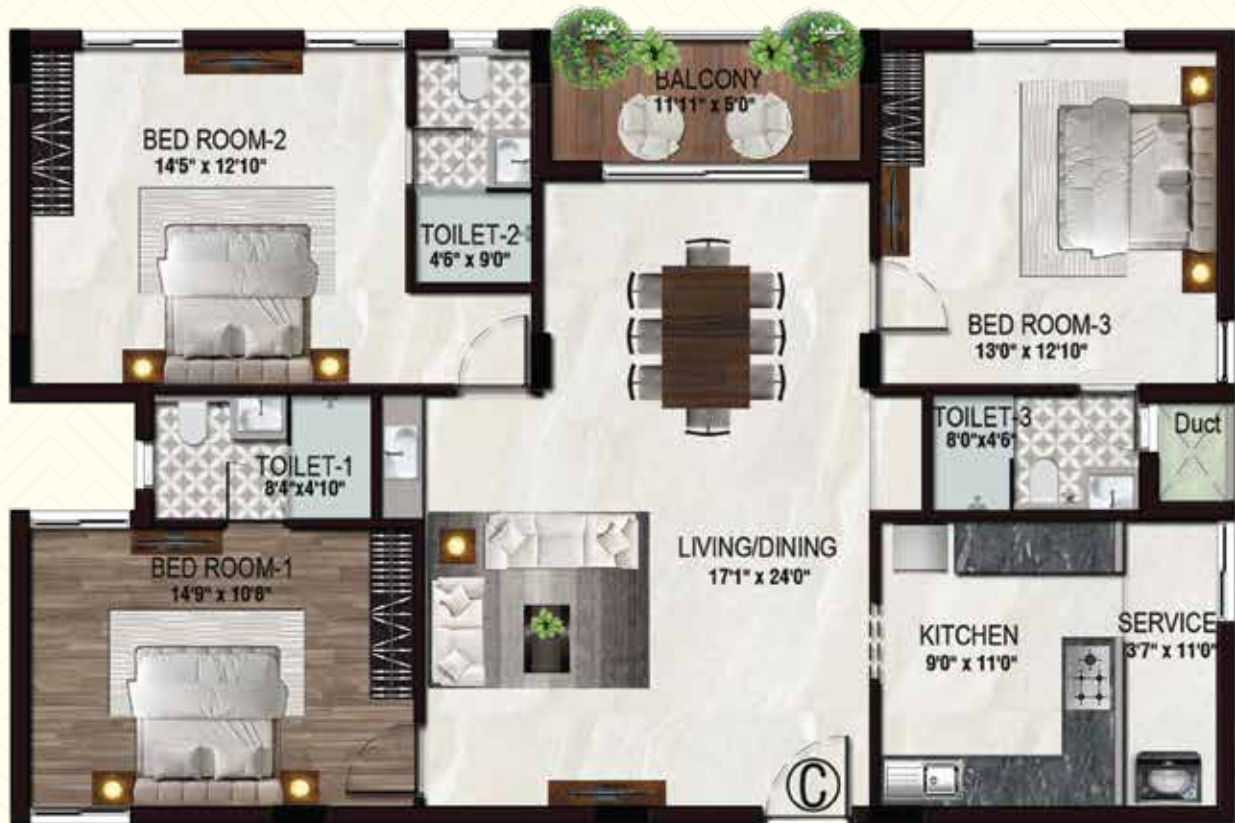 BALCONY
11'11" x 5'0"
BED ROOM-2
14'5" x 12'10"
TOILET-2
4'6" x 9'0"
BED ROOM-3
13'0" x 12'10"
TOILET-1
8'4"x4'10"
TOILET-3
8'0"x4'6"
Duct
BED ROOM-1
14'9" x 10'8"
LIVING/DINING
17'1" x 24'0"
KITCHEN
9'0" x 11'0"
SERVICE
3'7" x 11'0"
C